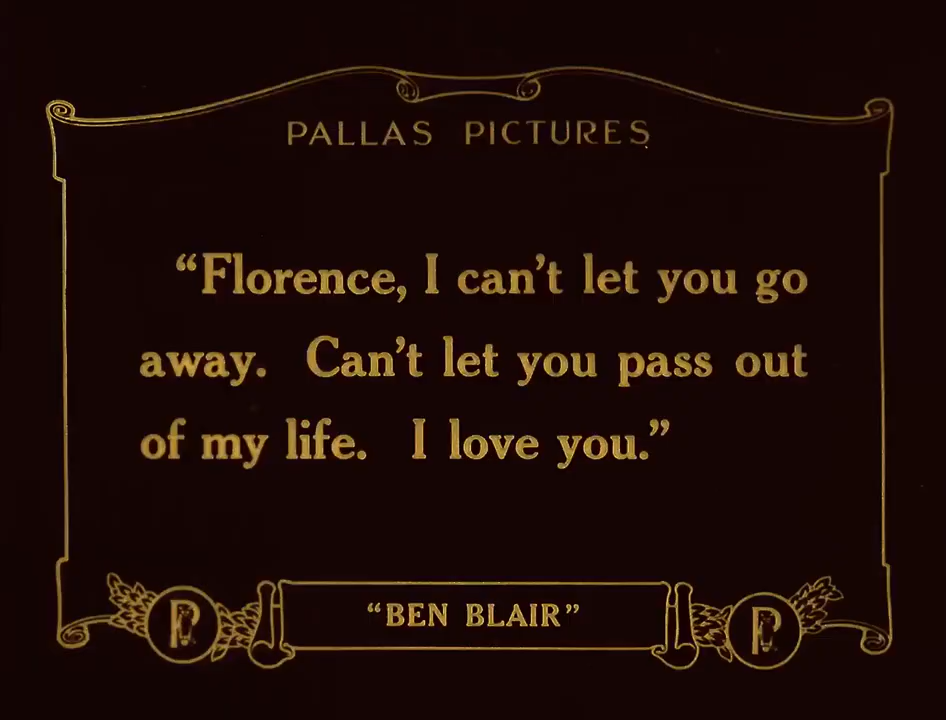 PALLAS PICTURES
“Florence, I can’t let you go
away. Can’t let you pass out
of my life. I love you.”
P
“BEN BLAIR”
P